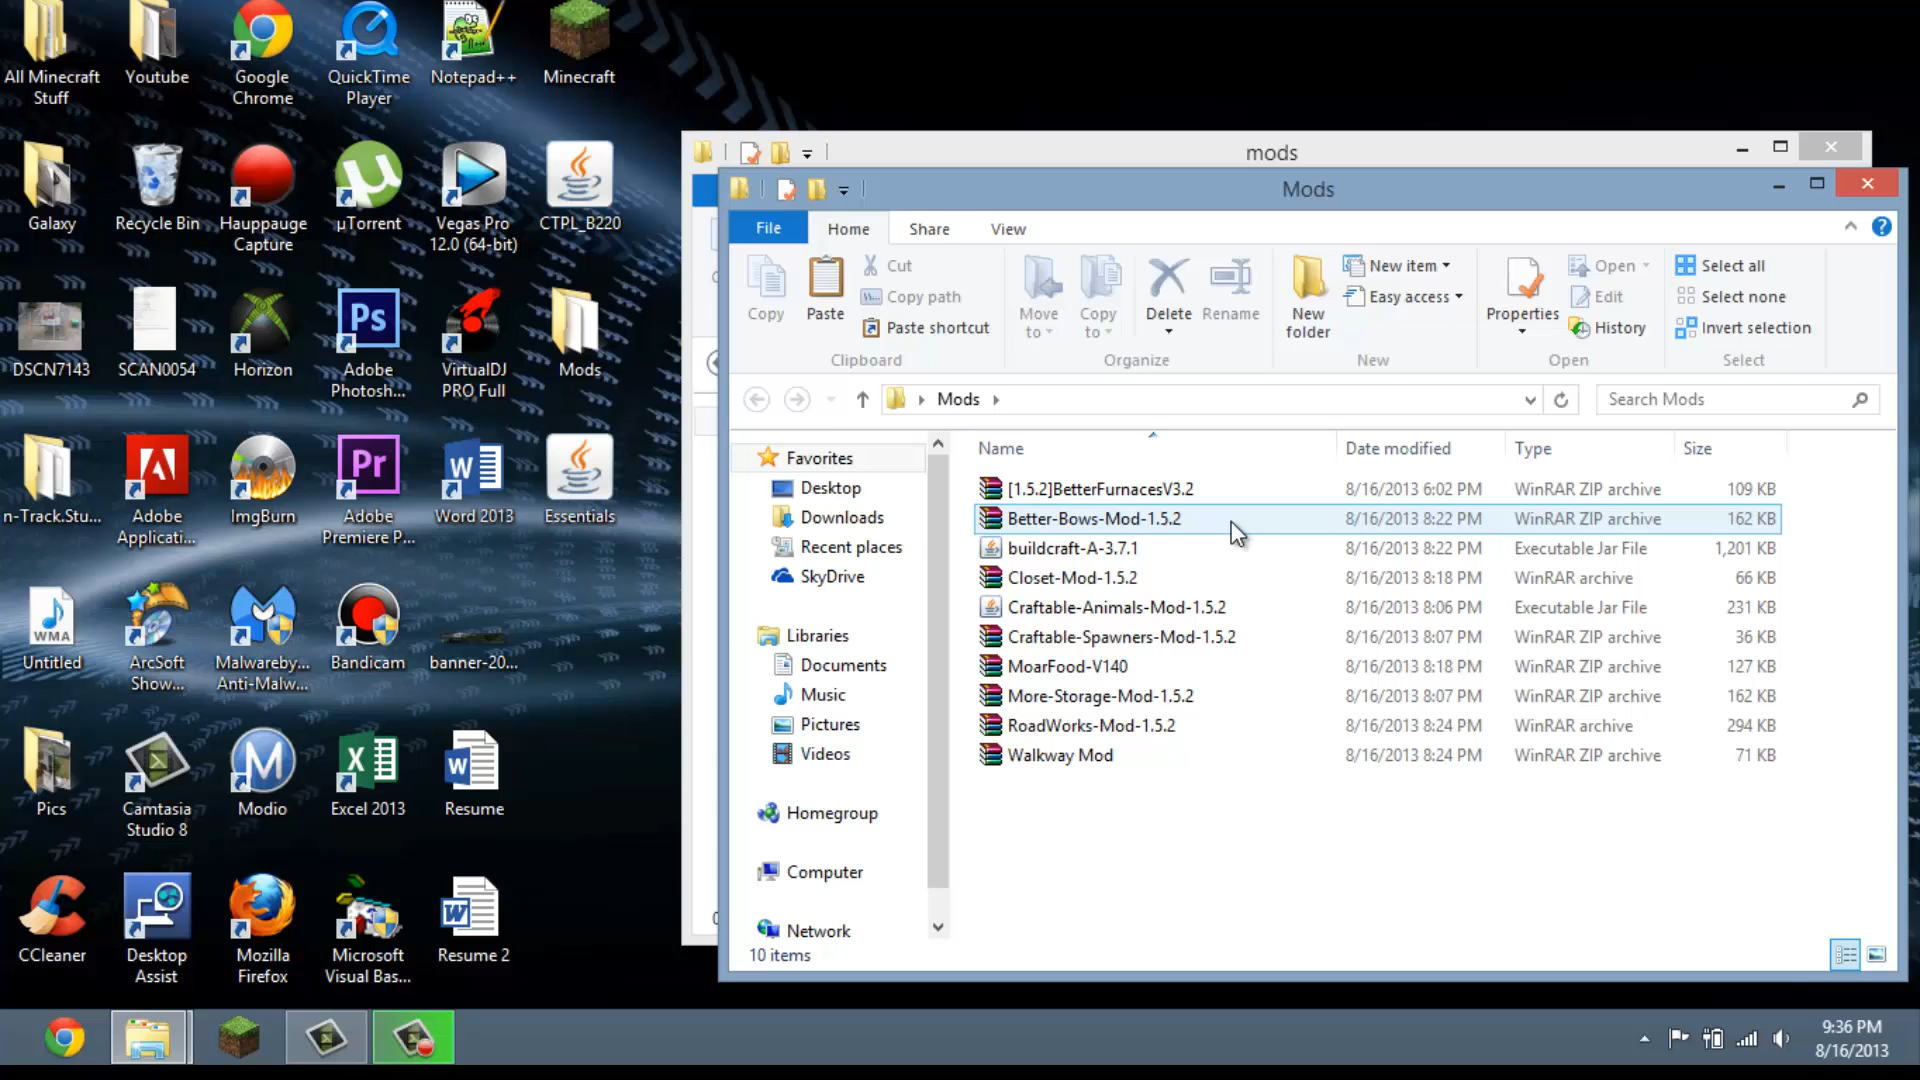 All Minecraft
Stuff
Youtube
Google
Chrome
QuickTime
Player
Notepad++
Minecraft
Galaxy
Recycle Bin
Hauppauge
Capture
µTorrent
Vegas Pro
12.0 (64-bit)
CTPL_B220
DSCN7143
SCAN0054
Horizon
Adobe
Photosh...
VirtualDJ
PRO Full
Mods
n-Track.Stu...
Adobe
Applicati...
ImgBurn
Adobe
Premiere P...
Word 2013
Essentials
WMA
Untitled
ArcSoft
Show...
Malwareby...
Anti-Malw...
Bandicam
banner-20...
Pics
Camtasia
Studio 8
Modio
Excel 2013
Resume
CCleaner
Desktop
Assist
Mozilla
Firefox
Microsoft
Visual Bas...
Resume 2
mods
Mods
File Home Share View
Copy
Paste
Cut
Copy path
Paste shortcut
Clipboard
Move
to
Copy
to
Delete
Rename
Organize
New
folder
New item
Easy access
New
Properties
Open
Edit
History
Open
Select all
Select none
Invert selection
Select
Mods
Search Mods
Favorites
Desktop
Downloads
Recent places
SkyDrive
Libraries
Documents
Music
Pictures
Videos
Homegroup
Computer
Network
Name Date modified Type Size
[1.5.2]BetterFurnacesV3.2 8/16/2013 6:02 PM WinRAR ZIP archive 109 KB
Better-Bows-Mod-1.5.2 8/16/2013 8:22 PM WinRAR ZIP archive 162 KB
buildcraft-A-3.7.1 8/16/2013 8:22 PM Executable Jar File 1,201 KB
Closet-Mod-1.5.2 8/16/2013 8:18 PM WinRAR archive 66 KB
Craftable-Animals-Mod-1.5.2 8/16/2013 8:06 PM Executable Jar File 231 KB
Craftable-Spawners-Mod-1.5.2 8/16/2013 8:07 PM WinRAR ZIP archive 36 KB
MoarFood-V140 8/16/2013 8:18 PM WinRAR ZIP archive 127 KB
More-Storage-Mod-1.5.2 8/16/2013 8:07 PM WinRAR ZIP archive 162 KB
RoadWorks-Mod-1.5.2 8/16/2013 8:24 PM WinRAR archive 294 KB
Walkway Mod 8/16/2013 8:24 PM WinRAR ZIP archive 71 KB
10 items
9:36 PM
8/16/2013